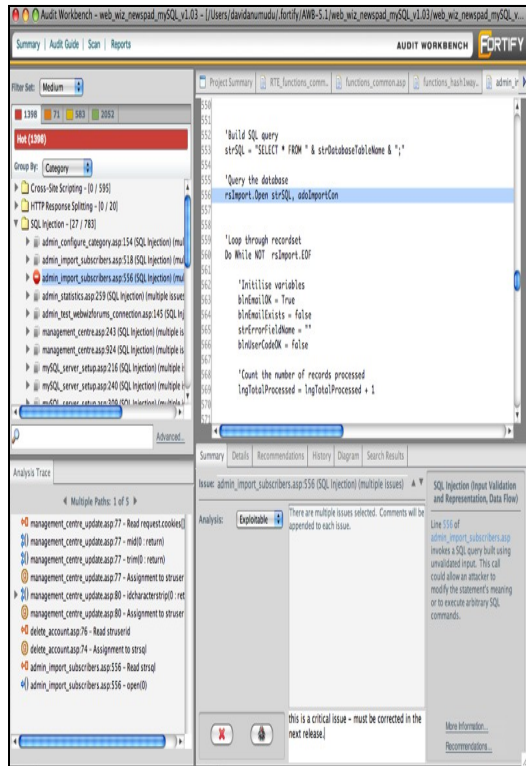 Audit Workbench - web_wiz_newspad_mySQL_v1.03 - [/Users/davidanumudu/.fortify/AWB-5.1/web_wiz_newspad_mySQL_v1.03/web_wiz_newspad_mySQL_v...
Summary | Audit Guide | Scan | Reports
AUDIT WORKBENCH
FORTIFY
Filter Set: Medium
1398 71 583 2052
Hot (1398)
Group By: Category
Cross-Site Scripting - [0 / 595]
HTTP Response Splitting - [0 / 20]
SQL Injection - [27 / 783]
admin_configure_category.asp:154 (SQL Injection) (mul
admin_import_subscribers.asp:518 (SQL Injection) (mul
admin_import_subscribers.asp:556 (SQL Injection) (mul
admin_statistics.asp:259 (SQL Injection) (multiple issues
admin_test_webwizforums_connection.asp:145 (SQL Inj
management_centre.asp:243 (SQL Injection) (multiple is
management_centre.asp:924 (SQL Injection) (multiple is
mySQL_server_setup.asp:216 (SQL Injection) (multiple i
mySQL_server_setup.asp:240 (SQL Injection) (multiple i
mySQL_server_setup.asp:309 (SQL Injection) (multiple i
Advanced...
Project Summary RTE_functions_comm.. functions_common.asp functions_hash1way.. admin_ir
550
551
552 'Build SQL query
553 strSQL = "SELECT * FROM " & strDatabaseTableName & ";"
554
555 'Query the database
556 rsImport.Open strSQL, adoImportCon
557
558
559 'Loop through recordset
560 Do While NOT rsImport.EOF
561
562 'Initilise variables
563 blnEmailOK = True
564 blnEmailExists = false
565 strErrorFieldName = ""
566 blnUserCodeOK = false
567
568 'Count the number of records processed
569 lngTotalProcessed = lngTotalProcessed + 1
570
571
Analysis Trace
Multiple Paths: 1 of 5
management_centre_update.asp:77 - Read request.cookies()
management_centre_update.asp:77 - mid(0 : return)
management_centre_update.asp:77 - trim(0 : return)
management_centre_update.asp:77 - Assignment to struser
management_centre_update.asp:80 - idcharacterstrip(0 : ret
management_centre_update.asp:80 - Assignment to struser
delete_account.asp:76 - Read struserid
delete_account.asp:74 - Assignment to strsql
admin_import_subscribers.asp:556 - Read strsql
admin_import_subscribers.asp:556 - open(0)
Summary Details Recommendations History Diagram Search Results
Issue: admin_import_subscribers.asp:556 (SQL Injection) (multiple issues)
Analysis: Exploitable
There are multiple issues selected. Comments will be
appended to each issue.
this is a critical issue – must be corrected in the
next release.
SQL Injection (Input Validation
and Representation, Data Flow)
Line 556 of
admin_import_subscribers.asp
invokes a SQL query built using
unvalidated input. This call
could allow an attacker to
modify the statement's meaning
or to execute arbitrary SQL
commands.
More Information...
Recommendations...